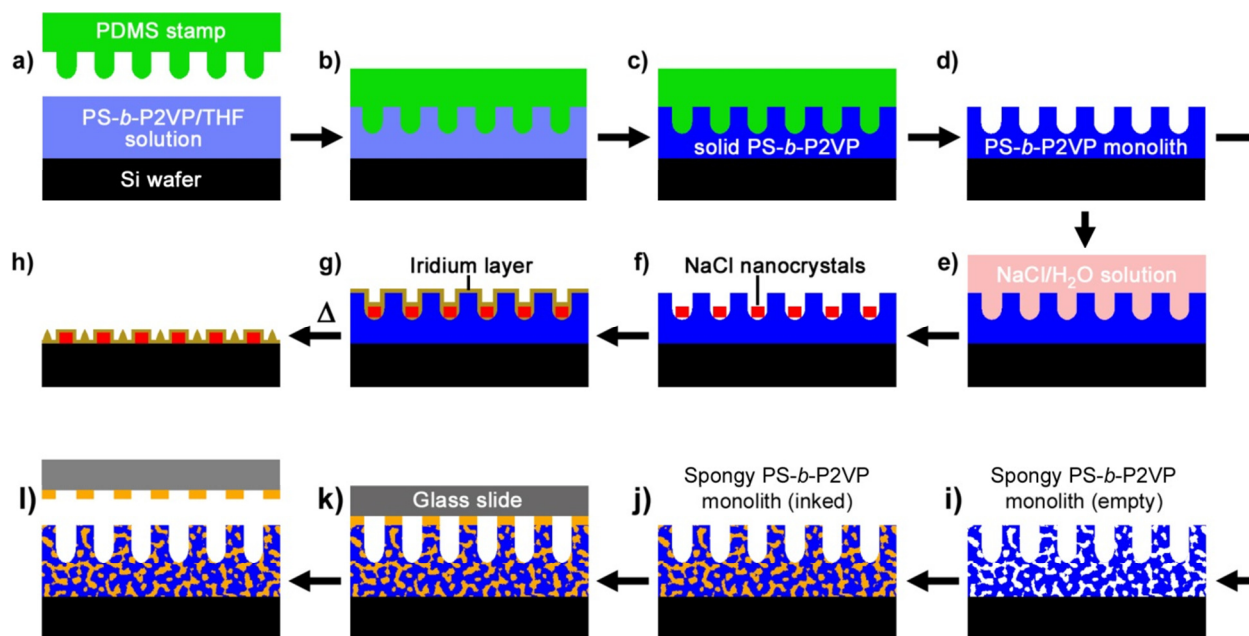 PDMS stamp
a)
PS-b-P2VP/THF
solution
Si wafer
b)
c)
solid PS-b-P2VP
d)
PS-b-P2VP monolith
h)
Δ
g)
Iridium layer
f)
NaCl nanocrystals
e)
NaCl/H₂O solution
l)
k)
Glass slide
j)
Spongy PS-b-P2VP
monolith (inked)
i)
Spongy PS-b-P2VP
monolith (empty)